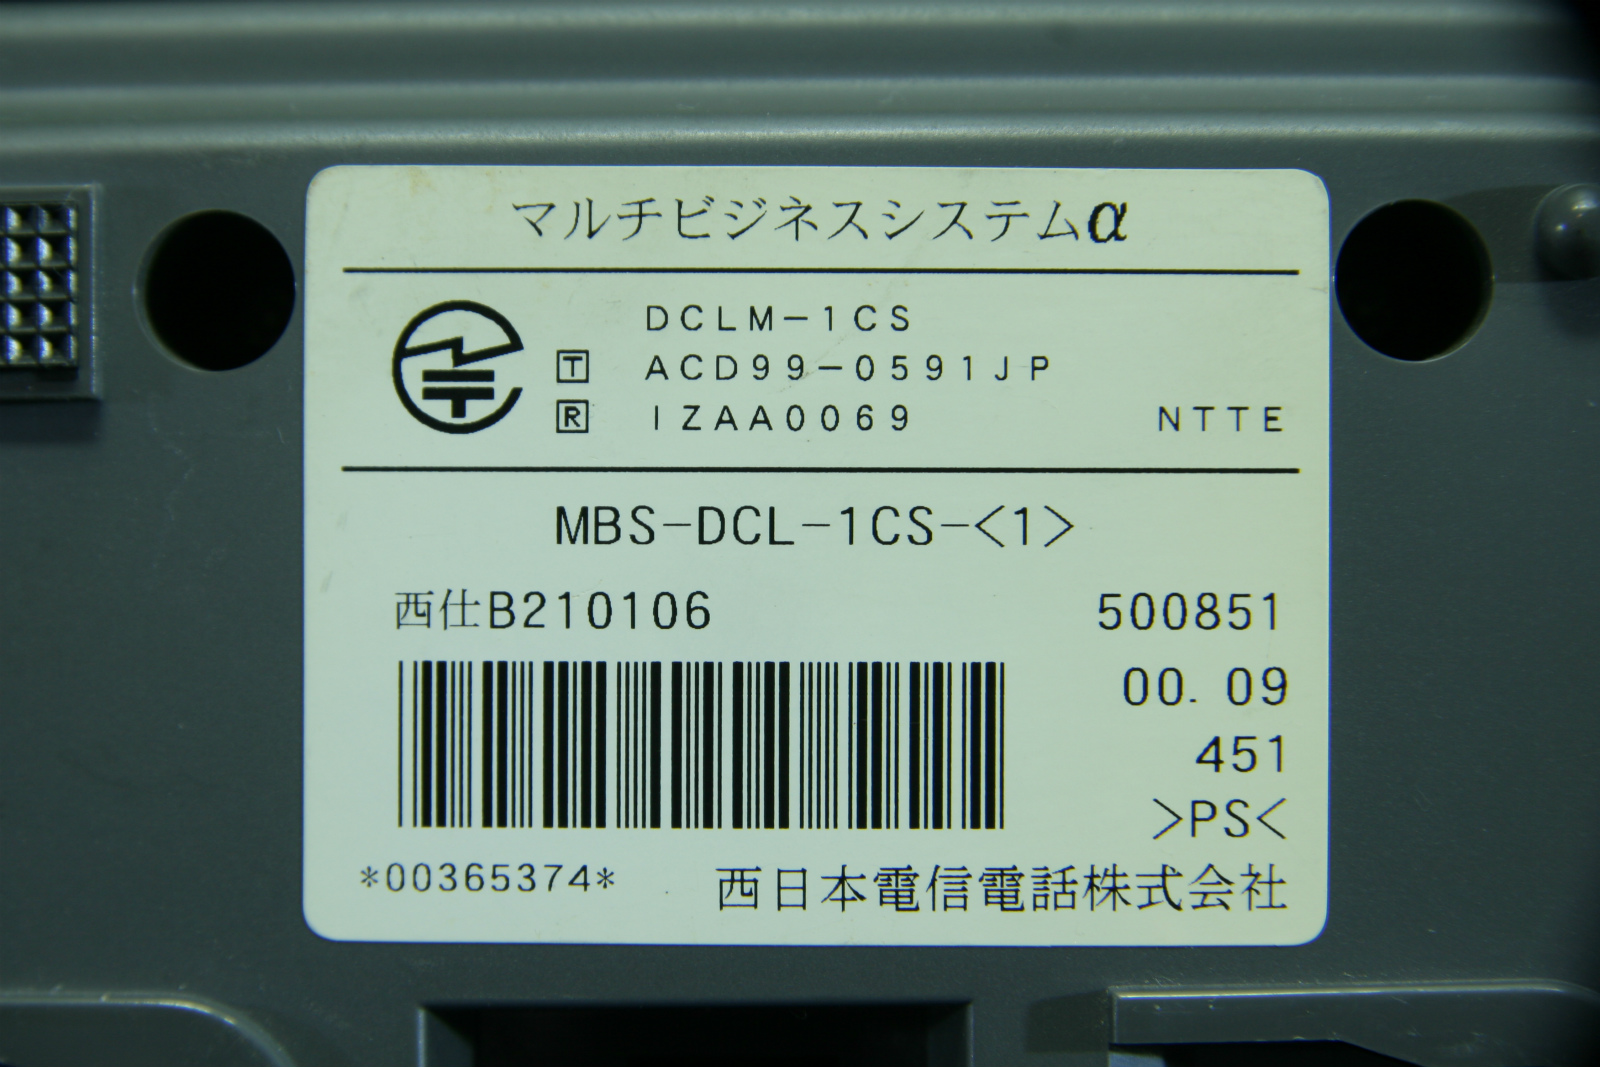 マルチビジネスシステムα
DCLM-1CS
T ACD99-0591JP
R IZAA0069 NTTE
MBS-DCL-1CS-<1>
西仕B210106 500851
00.09
451
>PS<
*00365374* 西日本電信電話株式会社